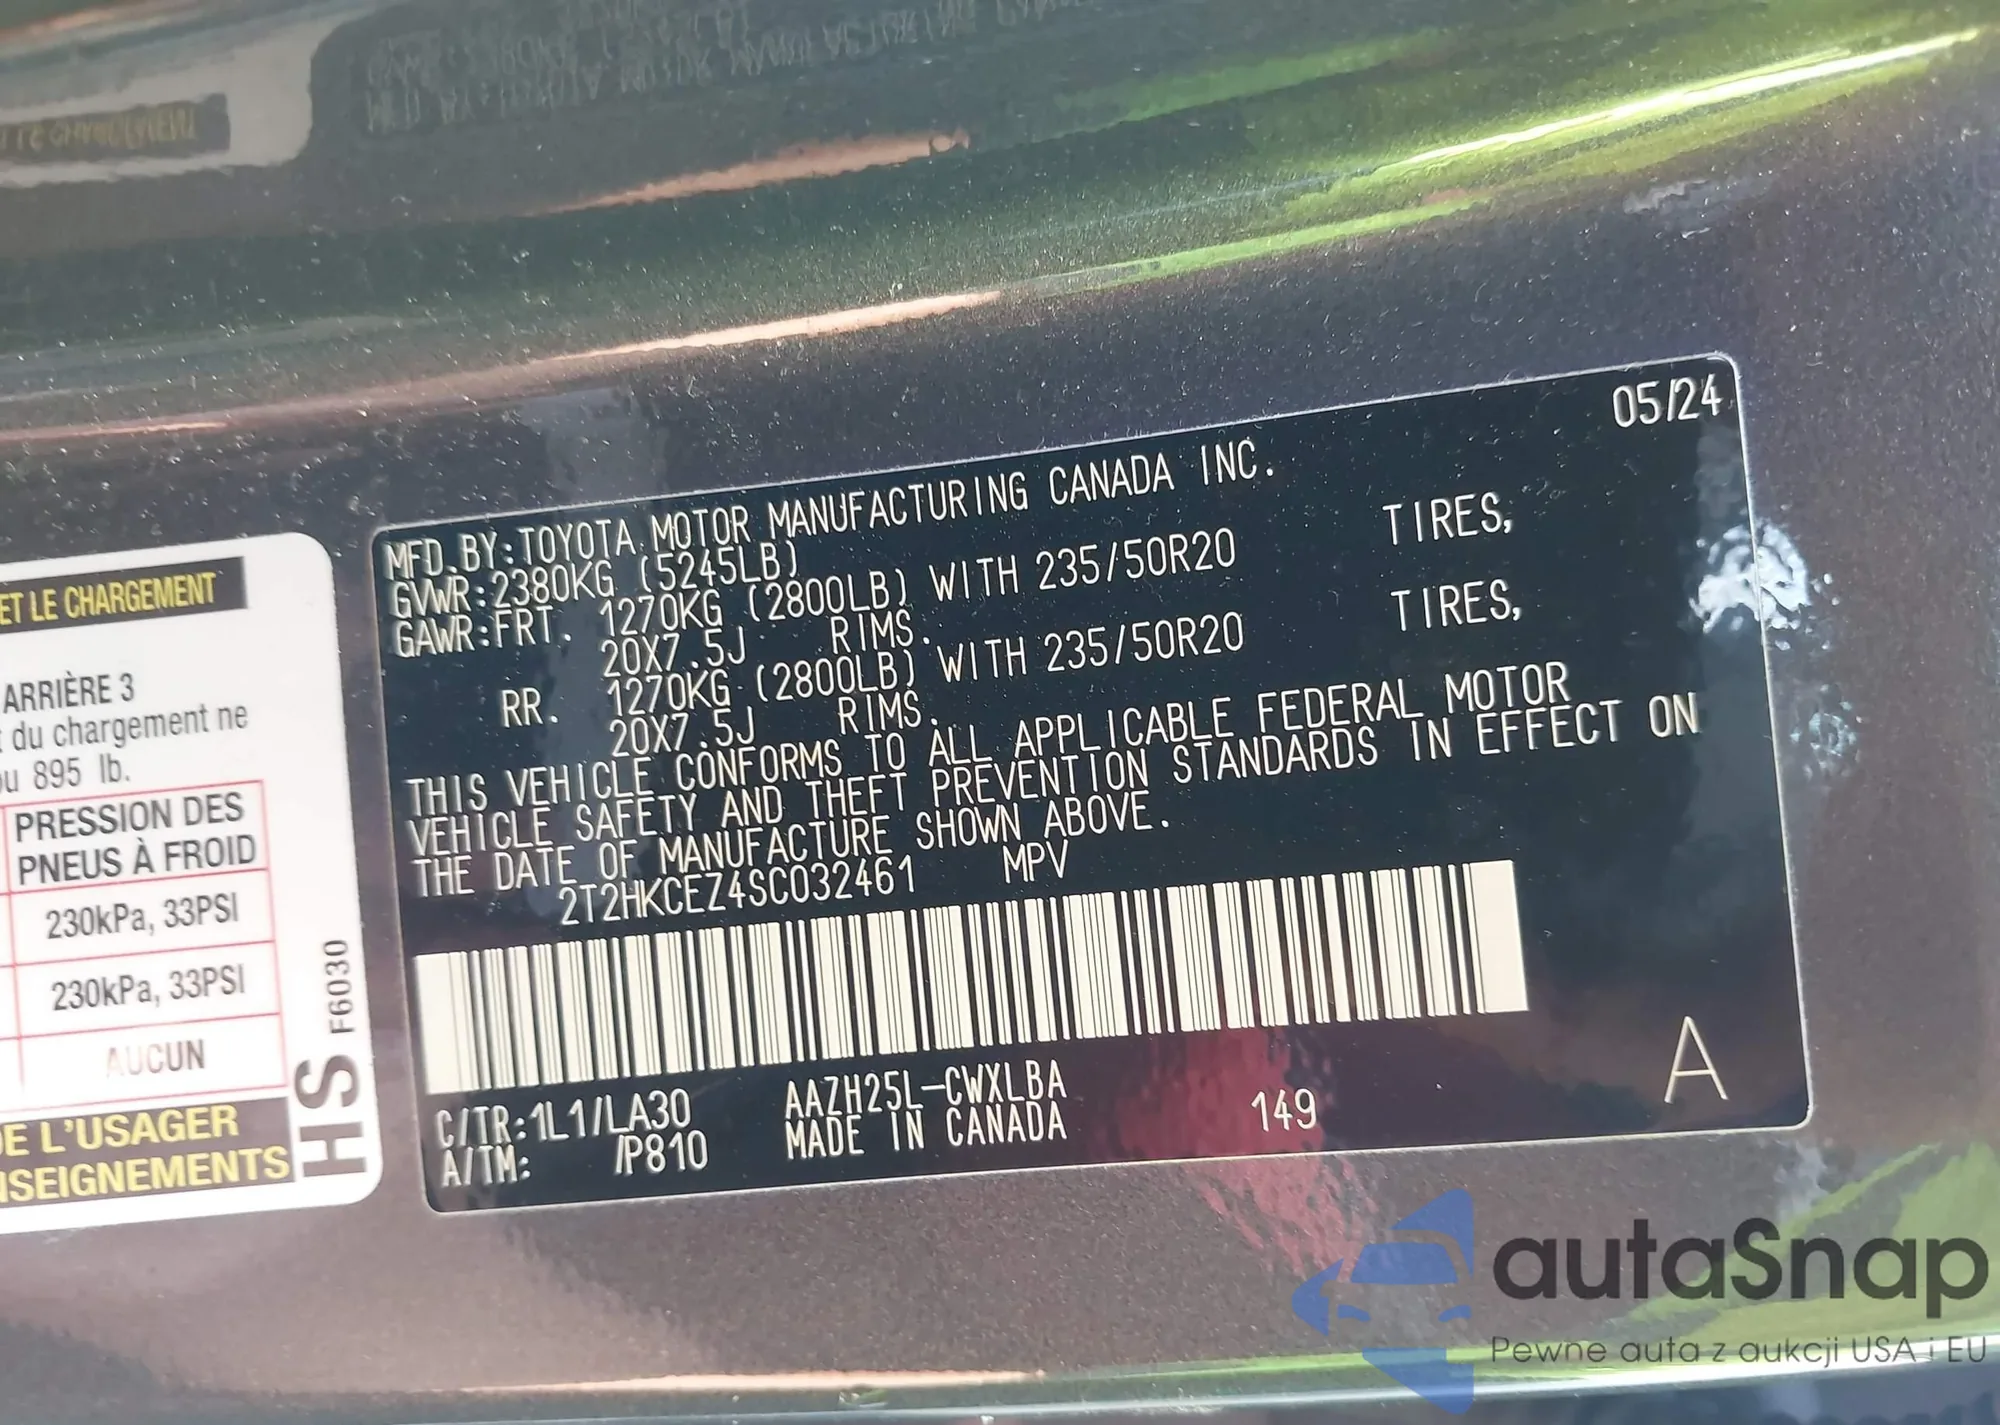 ET LE CHARGEMENT
ARRIÈRE 3
du chargement ne
ou 895 lb.
PRESSION DES
PNEUS À FROID
230kPa, 33PSI
230kPa, 33PSI
AUCUN
DE L'USAGER
NSEIGNEMENTS
HS F6030
05/24
MFD.BY:TOYOTA MOTOR MANUFACTURING CANADA INC.
GVWR:2380KG (5245LB)
GAWR:FRT. 1270KG (2800LB) WITH 235/50R20 TIRES,
20X7.5J RIMS.
RR. 1270KG (2800LB) WITH 235/50R20 TIRES,
20X7.5J RIMS.
THIS VEHICLE CONFORMS TO ALL APPLICABLE FEDERAL MOTOR
VEHICLE SAFETY AND THEFT PREVENTION STANDARDS IN EFFECT ON
THE DATE OF MANUFACTURE SHOWN ABOVE.
2T2HKCEZ4SC032461 MPV
C/TR:1L1/LA30 AAZH25L-CWXLBA
A/TM: /P810 MADE IN CANADA 149 A
autaSnap
Pewne auta z aukcji USA i EU